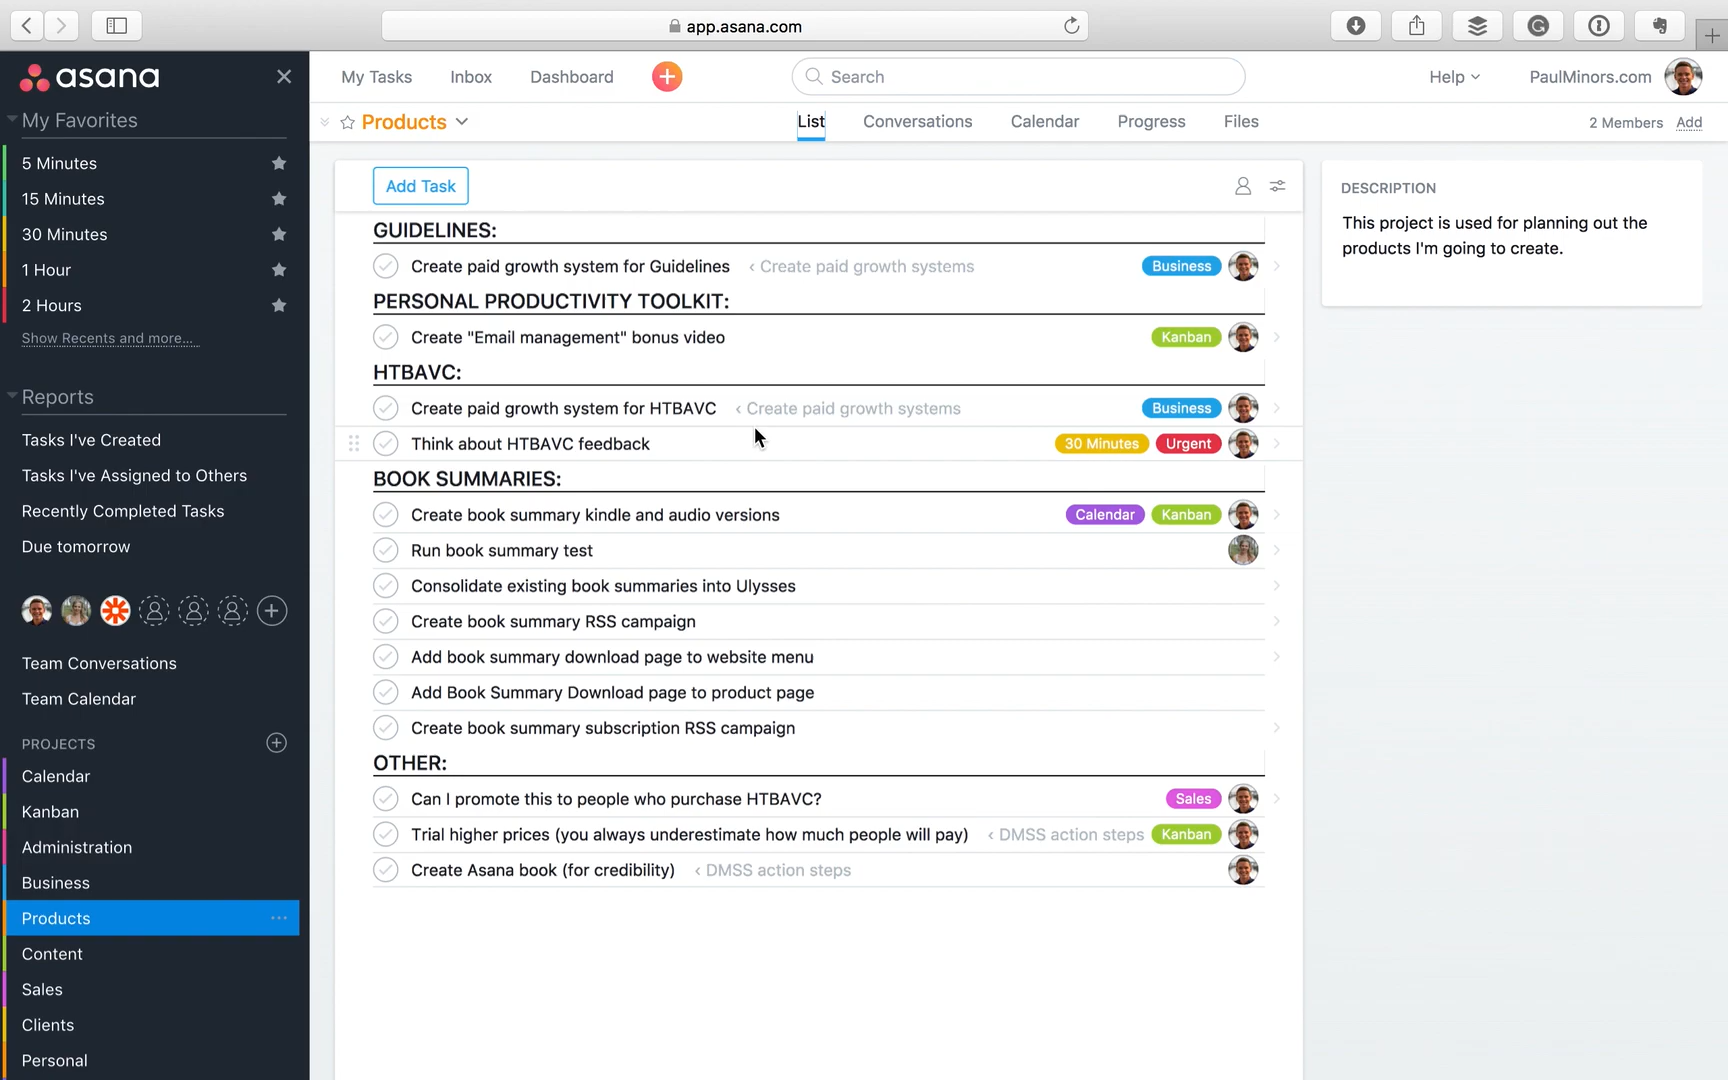 app.asana.com
asana
My Tasks
Inbox
Dashboard
Search
Help
PaulMinors.com
My Favorites
5 Minutes
15 Minutes
30 Minutes
1 Hour
2 Hours
Show Recents and more...
Reports
Tasks I've Created
Tasks I've Assigned to Others
Recently Completed Tasks
Due tomorrow
Team Conversations
Team Calendar
PROJECTS
Calendar
Kanban
Administration
Business
Products
Content
Sales
Clients
Personal
Products
List
Conversations
Calendar
Progress
Files
2 Members Add
Add Task
GUIDELINES:
Create paid growth system for Guidelines ‹ Create paid growth systems Business
PERSONAL PRODUCTIVITY TOOLKIT:
Create "Email management" bonus video Kanban
HTBAVC:
Create paid growth system for HTBAVC ‹ Create paid growth systems Business
Think about HTBAVC feedback 30 Minutes Urgent
BOOK SUMMARIES:
Create book summary kindle and audio versions Calendar Kanban
Run book summary test
Consolidate existing book summaries into Ulysses
Create book summary RSS campaign
Add book summary download page to website menu
Add Book Summary Download page to product page
Create book summary subscription RSS campaign
OTHER:
Can I promote this to people who purchase HTBAVC? Sales
Trial higher prices (you always underestimate how much people will pay) ‹ DMSS action steps Kanban
Create Asana book (for credibility) ‹ DMSS action steps
DESCRIPTION
This project is used for planning out the
products I'm going to create.